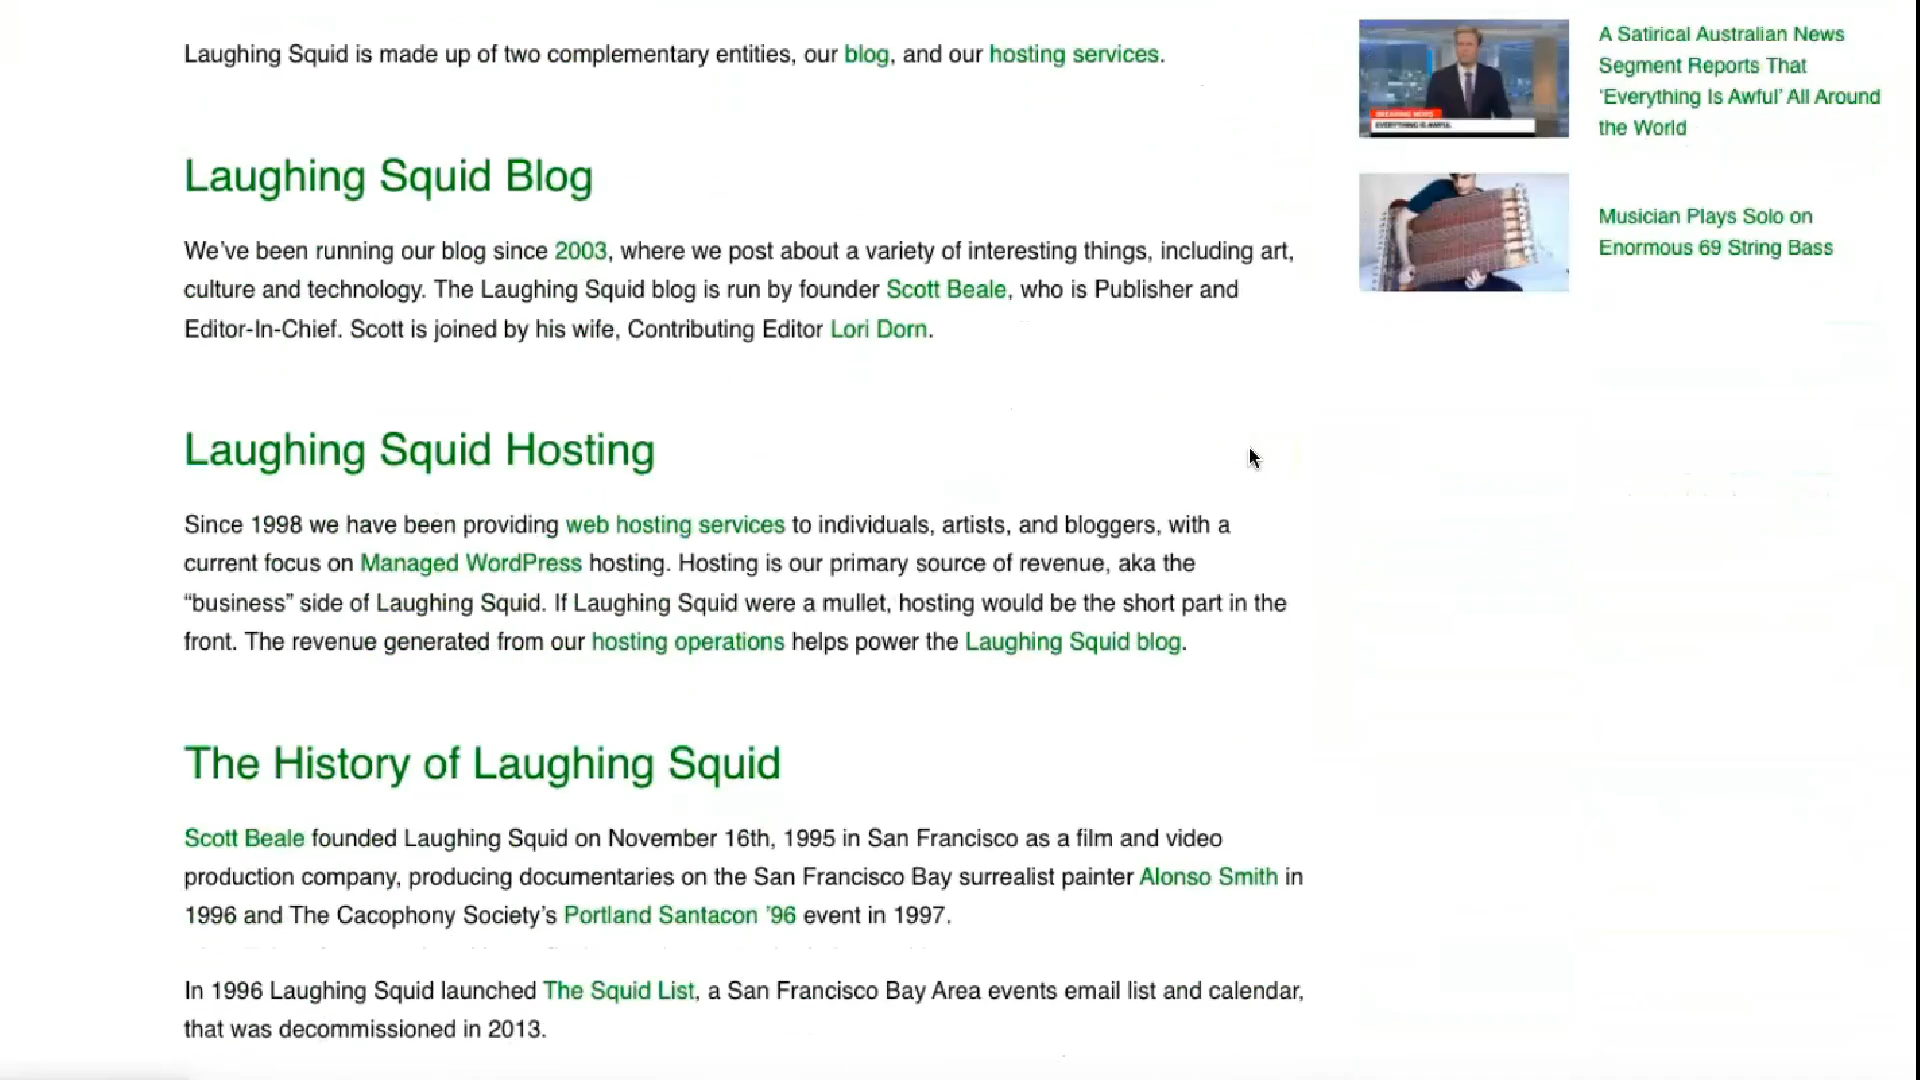 Laughing Squid is made up of two complementary entities, our blog, and our hosting services.
Laughing Squid Blog
We've been running our blog since 2003, where we post about a variety of interesting things, including art,
culture and technology. The Laughing Squid blog is run by founder Scott Beale, who is Publisher and
Editor-In-Chief. Scott is joined by his wife, Contributing Editor Lori Dorn.
Laughing Squid Hosting
Since 1998 we have been providing web hosting services to individuals, artists, and bloggers, with a
current focus on Managed WordPress hosting. Hosting is our primary source of revenue, aka the
“business” side of Laughing Squid. If Laughing Squid were a mullet, hosting would be the short part in the
front. The revenue generated from our hosting operations helps power the Laughing Squid blog.
The History of Laughing Squid
Scott Beale founded Laughing Squid on November 16th, 1995 in San Francisco as a film and video
production company, producing documentaries on the San Francisco Bay surrealist painter Alonso Smith in
1996 and The Cacophony Society's Portland Santacon '96 event in 1997.
In 1996 Laughing Squid launched The Squid List, a San Francisco Bay Area events email list and calendar,
that was decommissioned in 2013.
BREAKING NEWS
EVERYTHING IS AWFUL
A Satirical Australian News
Segment Reports That
‘Everything Is Awful’ All Around
the World
Musician Plays Solo on
Enormous 69 String Bass